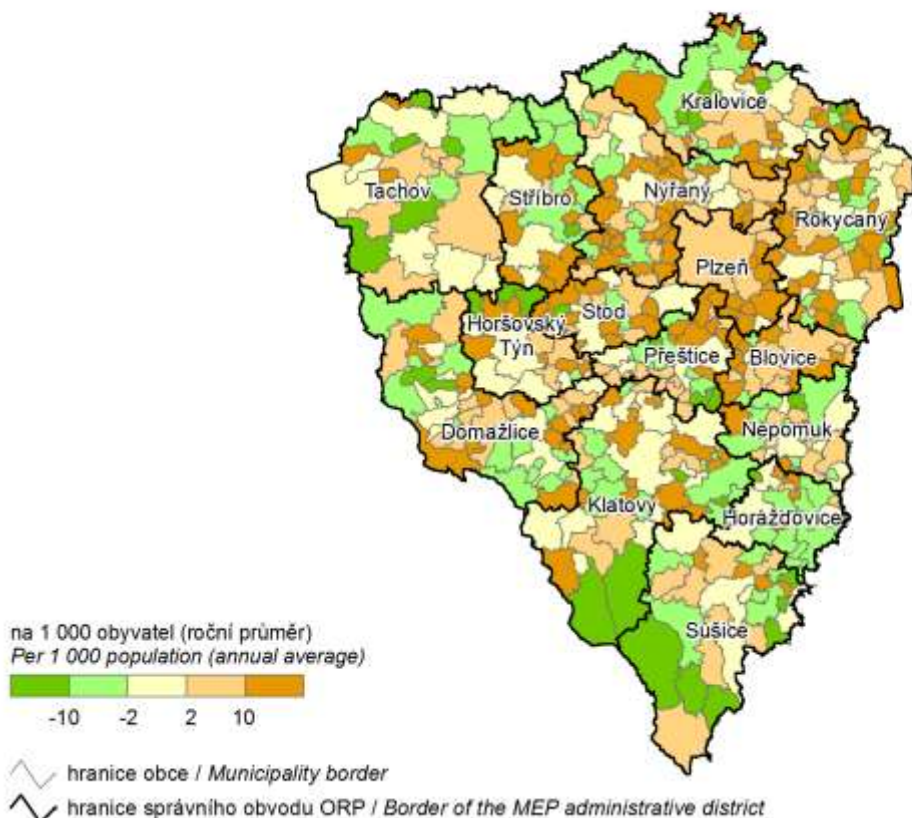 Kralovice
Tachov
Stříbro
Nýřany
Rokycany
Plzeň
Stod
Horšovský
Týn
Přeštice
Blovice
Domažlice
Nepomuk
Klatovy
Horažďovice
Sušice
na 1 000 obyvatel (roční průměr)
Per 1 000 population (annual average)
-10 -2 2 10
hranice obce / Municipality border
hranice správního obvodu ORP / Border of the MEP administrative district